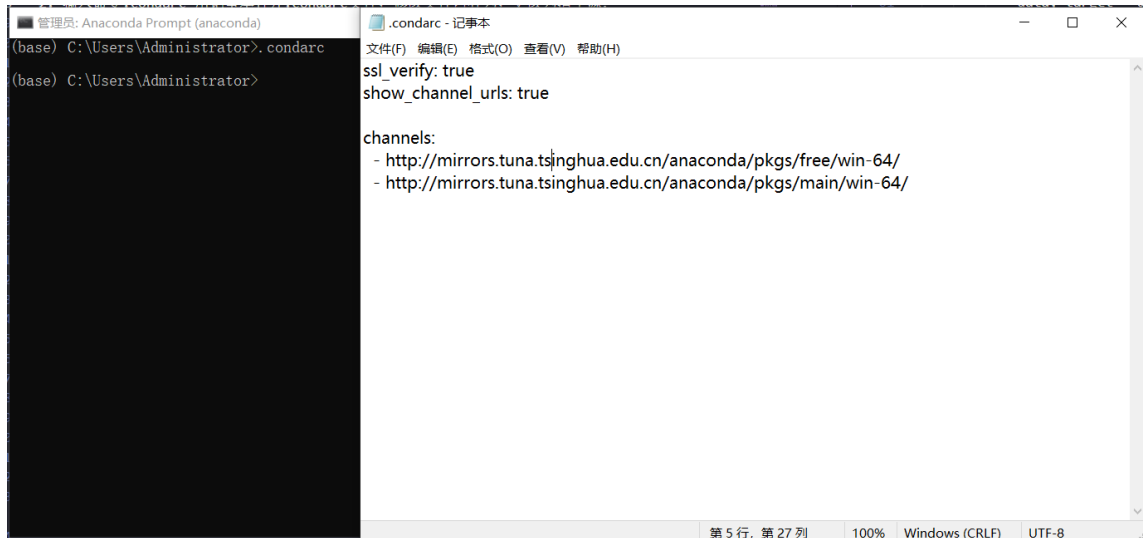 管理员: Anaconda Prompt (anaconda)
(base) C:\Users\Administrator>.condarc
(base) C:\Users\Administrator>
.condarc - 记事本
文件(F) 编辑(E) 格式(O) 查看(V) 帮助(H)
ssl_verify: true
show_channel_urls: true
channels:
- http://mirrors.tuna.tsinghua.edu.cn/anaconda/pkgs/free/win-64/
- http://mirrors.tuna.tsinghua.edu.cn/anaconda/pkgs/main/win-64/
第 5 行，第 27 列 100% Windows (CRLF) UTF-8